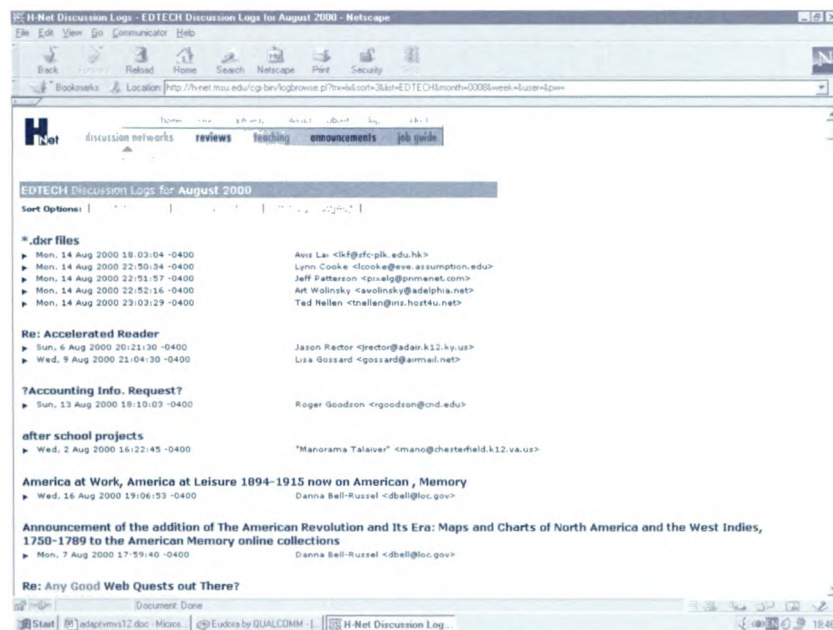 H-Net Discussion Logs - EDTECH Discussion Logs for August 2000 - Netscape
File Edit View Go Communicator Help
Back Reload Home Search Netscape Print Security
Bookmarks Location http://h-net.msu.edu/cgi-bin/logbrowse.pl?trx=lx&sort=3&list=EDTECH&month=0008&week=&user=&pw=
H Net
discussion networks reviews teaching announcements job guide
EDTECH Discussion Logs for August 2000
Sort Options:
*.dxr files
Mon, 14 Aug 2000 18:03:04 -0400 Avis Lai <lkf@sfc-plk.edu.hk>
Mon, 14 Aug 2000 22:50:34 -0400 Lynn Cooke <lcooke@eve.assumption.edu>
Mon, 14 Aug 2000 22:51:57 -0400 Jeff Patterson <pixelg@primenet.com>
Mon, 14 Aug 2000 22:52:16 -0400 Art Wolinsky <awolinsky@adelphia.net>
Mon, 14 Aug 2000 23:03:29 -0400 Ted Nellen <tnellen@iris.host4u.net>
Re: Accelerated Reader
Sun, 6 Aug 2000 20:21:30 -0400 Jason Rector <jrector@adair.k12.ky.us>
Wed, 9 Aug 2000 21:04:30 -0400 Lisa Gossard <gossard@airmail.net>
?Accounting Info. Request?
Sun, 13 Aug 2000 18:10:03 -0400 Roger Goodson <rgoodson@cnd.edu>
after school projects
Wed, 2 Aug 2000 16:22:45 -0400 "Manorama Talaiver" <mano@chesterfield.k12.va.us>
America at Work, America at Leisure 1894-1915 now on American , Memory
Wed, 16 Aug 2000 19:06:53 -0400 Danna Bell-Russel <dbell@loc.gov>
Announcement of the addition of The American Revolution and Its Era: Maps and Charts of North America and the West Indies,
1750-1789 to the American Memory online collections
Mon, 7 Aug 2000 17:59:40 -0400 Danna Bell-Russel <dbell@loc.gov>
Re: Any Good Web Quests out There?
Document: Done
Start adaptvmvs12.doc - Micros... Eudora by QUALCOMM - [... H-Net Discussion Log... EN 18:48